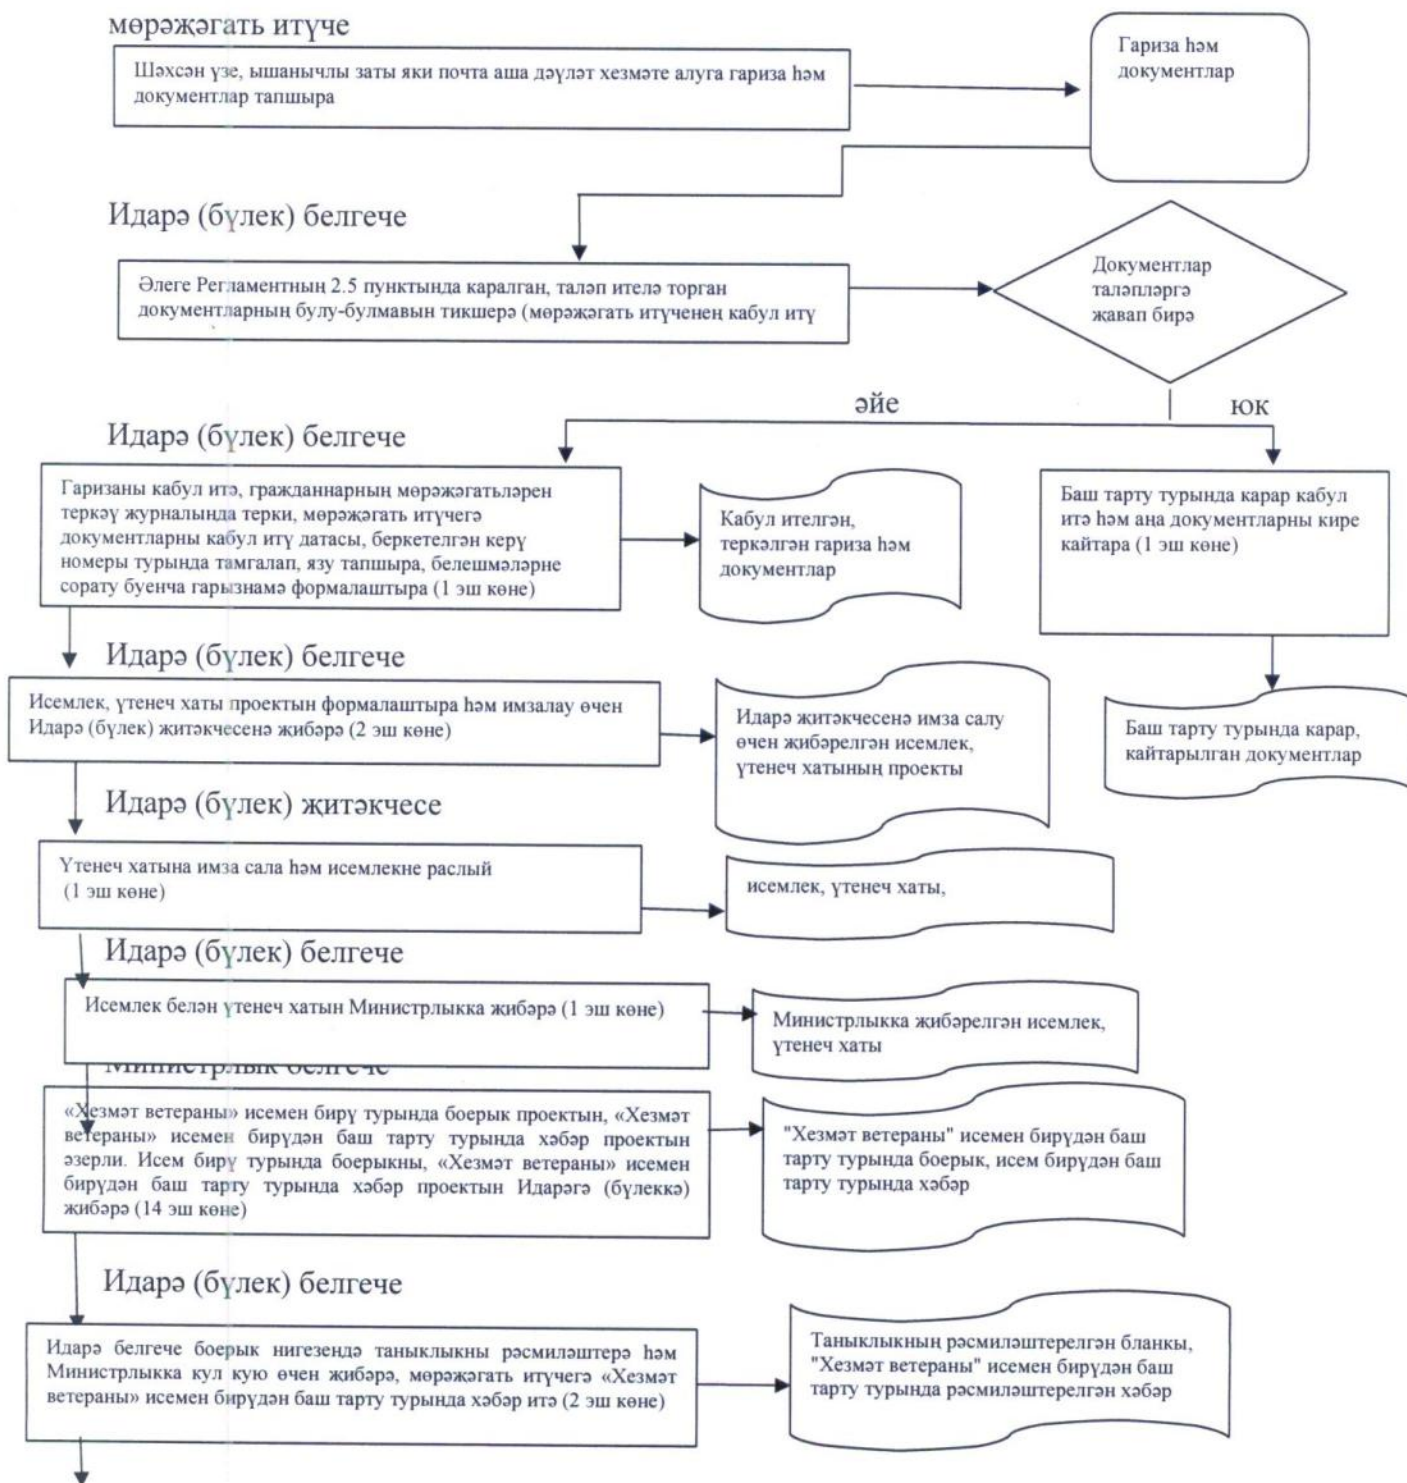 мөрәҗәгать итүче
Шәхсән үзе, ышанычлы заты яки почта аша дәүләт хезмәте алуга гариза һәм
документлар тапшыра
Гариза һәм
документлар
Идарә (бүлек) белгече
Әлеге Регламентның 2.5 пунктында каралган, таләп ителә торган
документларның булу-булмавын тикшерә (мөрәҗәгать итүченең кабул итү
Документлар
таләпләргә
җавап бирә
әйе
юк
Идарә (бүлек) белгече
Гаризаны кабул итә, гражданнарның мөрәҗәгатьләрен
теркәү журналында терки, мөрәҗәгать итүчегә
документларны кабул итү датасы, беркетелгән керү
номеры турында тамгалап, язу тапшыра, белешмәләрне
сорату буенча гарызнамә формалаштыра (1 эш көне)
Кабул ителгән,
теркәлгән гариза һәм
документлар
Баш тарту турында карар кабул
итә һәм аңа документларны кире
кайтара (1 эш көне)
Идарә (бүлек) белгече
Исемлек, үтенеч хаты проектын формалаштыра һәм имзалау өчен
Идарә (бүлек) җитәкчесенә җибәрә (2 эш көне)
Идарә җитәкчесенә имза салу
өчен җибәрелгән исемлек,
үтенеч хатының проекты
Баш тарту турында карар,
кайтарылган документлар
Идарә (бүлек) җитәкчесе
Үтенеч хатына имза сала һәм исемлекне раслый
(1 эш көне)
исемлек, үтенеч хаты,
Идарә (бүлек) белгече
Исемлек белән үтенеч хатын Министрлыкка җибәрә (1 эш көне)
Министрлыкка җибәрелгән исемлек,
үтенеч хаты
Министрлык белгече
«Хезмәт ветераны» исемен бирү турында боерык проектын, «Хезмәт
ветераны» исемен бирүдән баш тарту турында хәбәр проектын
әзерли. Исем бирү турында боерыкны, «Хезмәт ветераны» исемен
бирүдән баш тарту турында хәбәр проектын Идарәгә (бүлеккә)
җибәрә (14 эш көне)
"Хезмәт ветераны" исемен бирүдән баш
тарту турында боерык, исем бирүдән баш
тарту турында хәбәр
Идарә (бүлек) белгече
Идарә белгече боерык нигезендә таныклыкны рәсмиләштерә һәм
Министрлыкка кул кую өчен җибәрә, мөрәҗәгать итүчегә «Хезмәт
ветераны» исемен бирүдән баш тарту турында хәбәр итә (2 эш көне)
Таныклыкның рәсмиләштерелгән бланкы,
"Хезмәт ветераны" исемен бирүдән баш
тарту турында рәсмиләштерелгән хәбәр